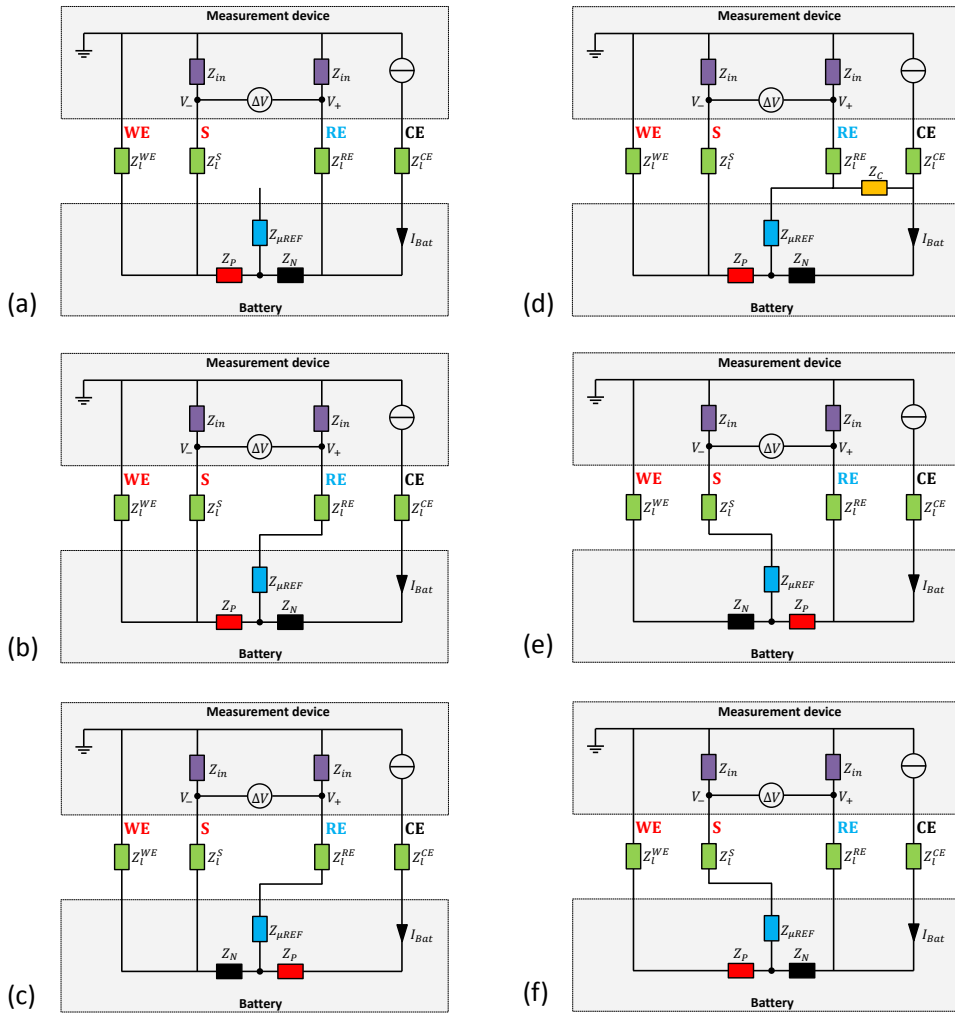 (a)
Measurement device
Z_in Z_in
V_− ΔV V_+
WE S RE CE
Z_l^WE Z_l^S Z_l^RE Z_l^CE
Z_μREF I_Bat
Z_P Z_N
Battery
(b)
Measurement device
Z_in Z_in
V_− ΔV V_+
WE S RE CE
Z_l^WE Z_l^S Z_l^RE Z_l^CE
Z_μREF I_Bat
Z_P Z_N
Battery
(c)
Measurement device
Z_in Z_in
V_− ΔV V_+
WE S RE CE
Z_l^WE Z_l^S Z_l^RE Z_l^CE
Z_μREF I_Bat
Z_N Z_P
Battery
(d)
Measurement device
Z_in Z_in
V_− ΔV V_+
WE S RE CE
Z_l^WE Z_l^S Z_l^RE Z_l^CE
Z_C
Z_μREF I_Bat
Z_P Z_N
Battery
(e)
Measurement device
Z_in Z_in
V_− ΔV V_+
WE S RE CE
Z_l^WE Z_l^S Z_l^RE Z_l^CE
Z_μREF I_Bat
Z_N Z_P
Battery
(f)
Measurement device
Z_in Z_in
V_− ΔV V_+
WE S RE CE
Z_l^WE Z_l^S Z_l^RE Z_l^CE
Z_μREF I_Bat
Z_P Z_N
Battery